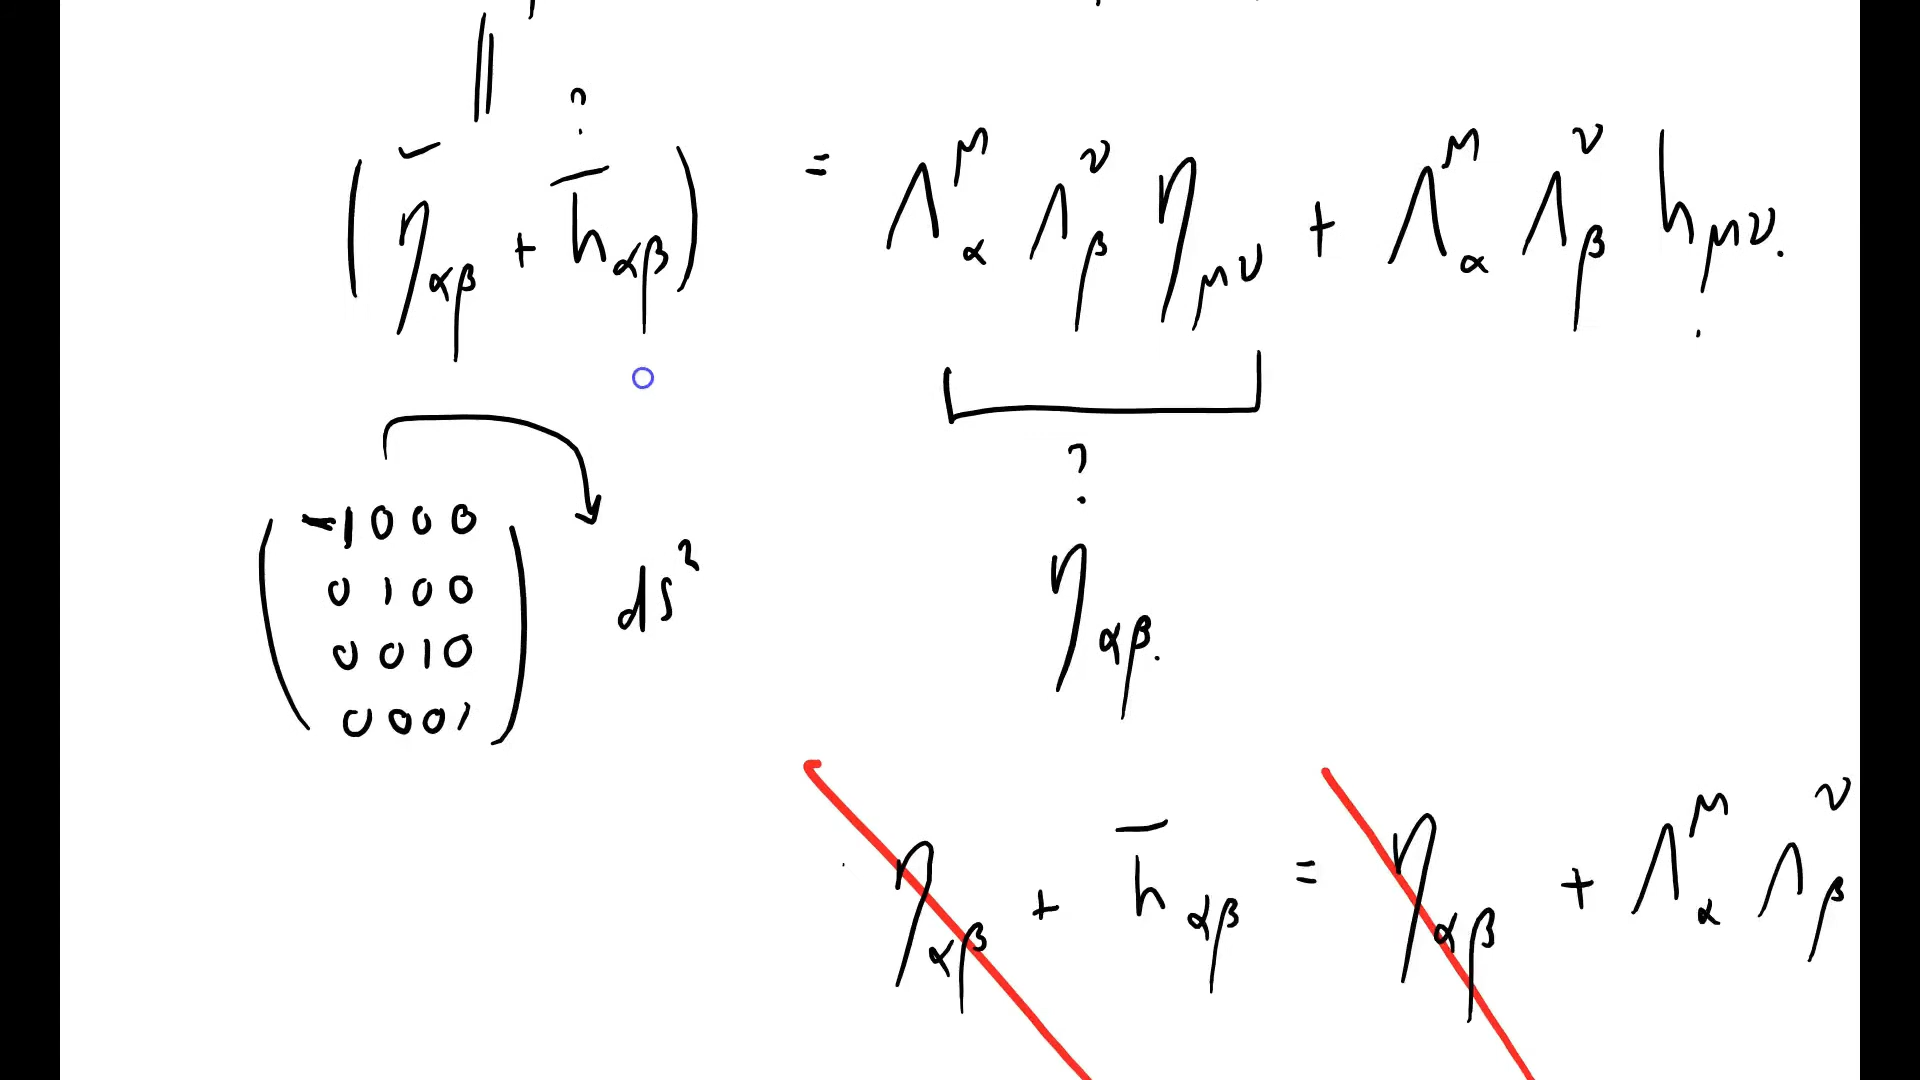 ?
( η_αβ + h̄_αβ ) = Λ^μ_α Λ^ν_β η_μν + Λ^μ_α Λ^ν_β h_μν.
?
-1 0 0 0
0 1 0 0
0 0 1 0
0 0 0 1
ds²
η_αβ.
η_αβ + h̄_αβ = η_αβ + Λ^μ_α Λ^ν_β